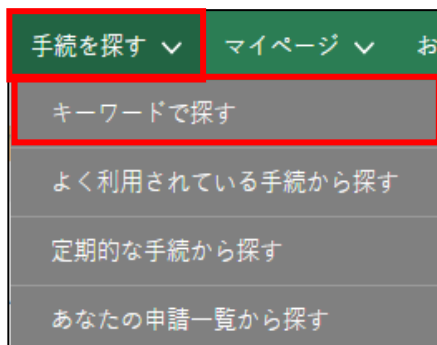 手続を探す マイページ お
キーワードで探す
よく利用されている手続から探す
定期的な手続から探す
あなたの申請一覧から探す